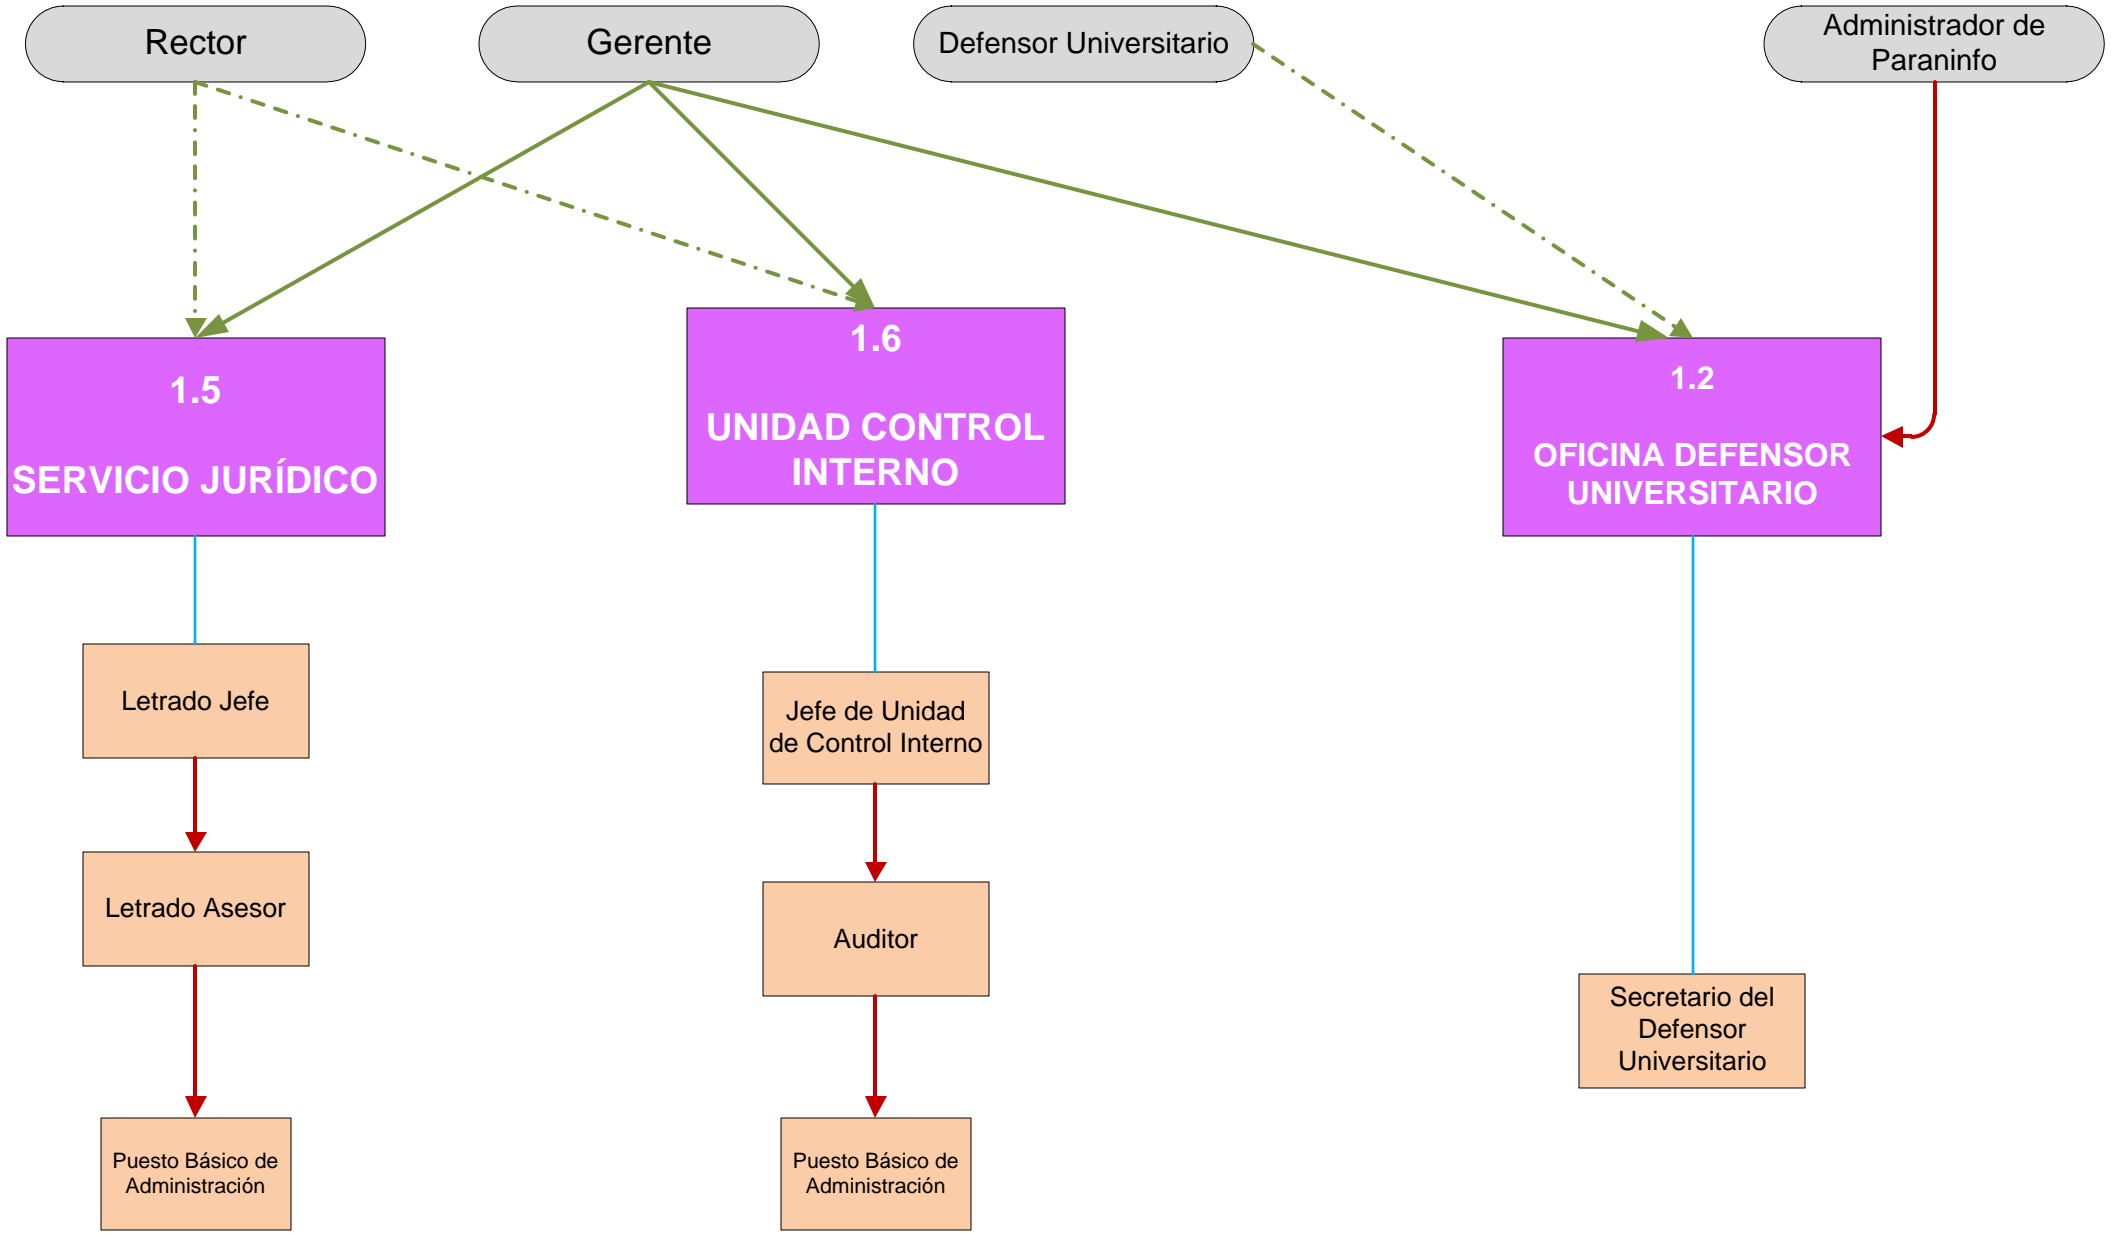 Rector
Gerente
Defensor Universitario
Administrador de
Paraninfo
1.5
SERVICIO JURÍDICO
1.6
UNIDAD CONTROL
INTERNO
1.2
OFICINA DEFENSOR
UNIVERSITARIO
Letrado Jefe
Jefe de Unidad
de Control Interno
Letrado Asesor
Auditor
Secretario del
Defensor
Universitario
Puesto Básico de
Administración
Puesto Básico de
Administración